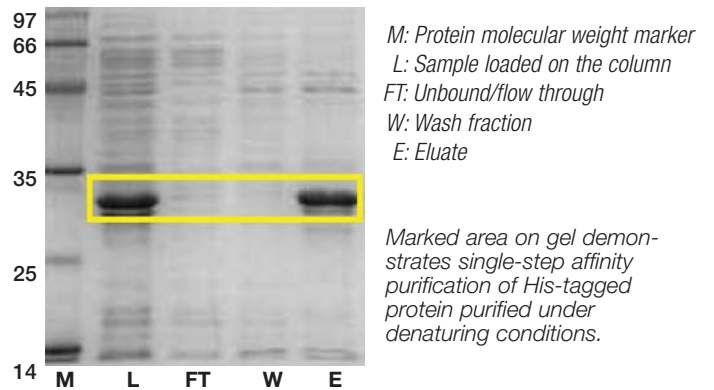 97
66
45
35
25
14
M L FT W E
M: Protein molecular weight marker
L: Sample loaded on the column
FT: Unbound/flow through
W: Wash fraction
E: Eluate
Marked area on gel demon-
strates single-step affinity
purification of His-tagged
protein purified under
denaturing conditions.